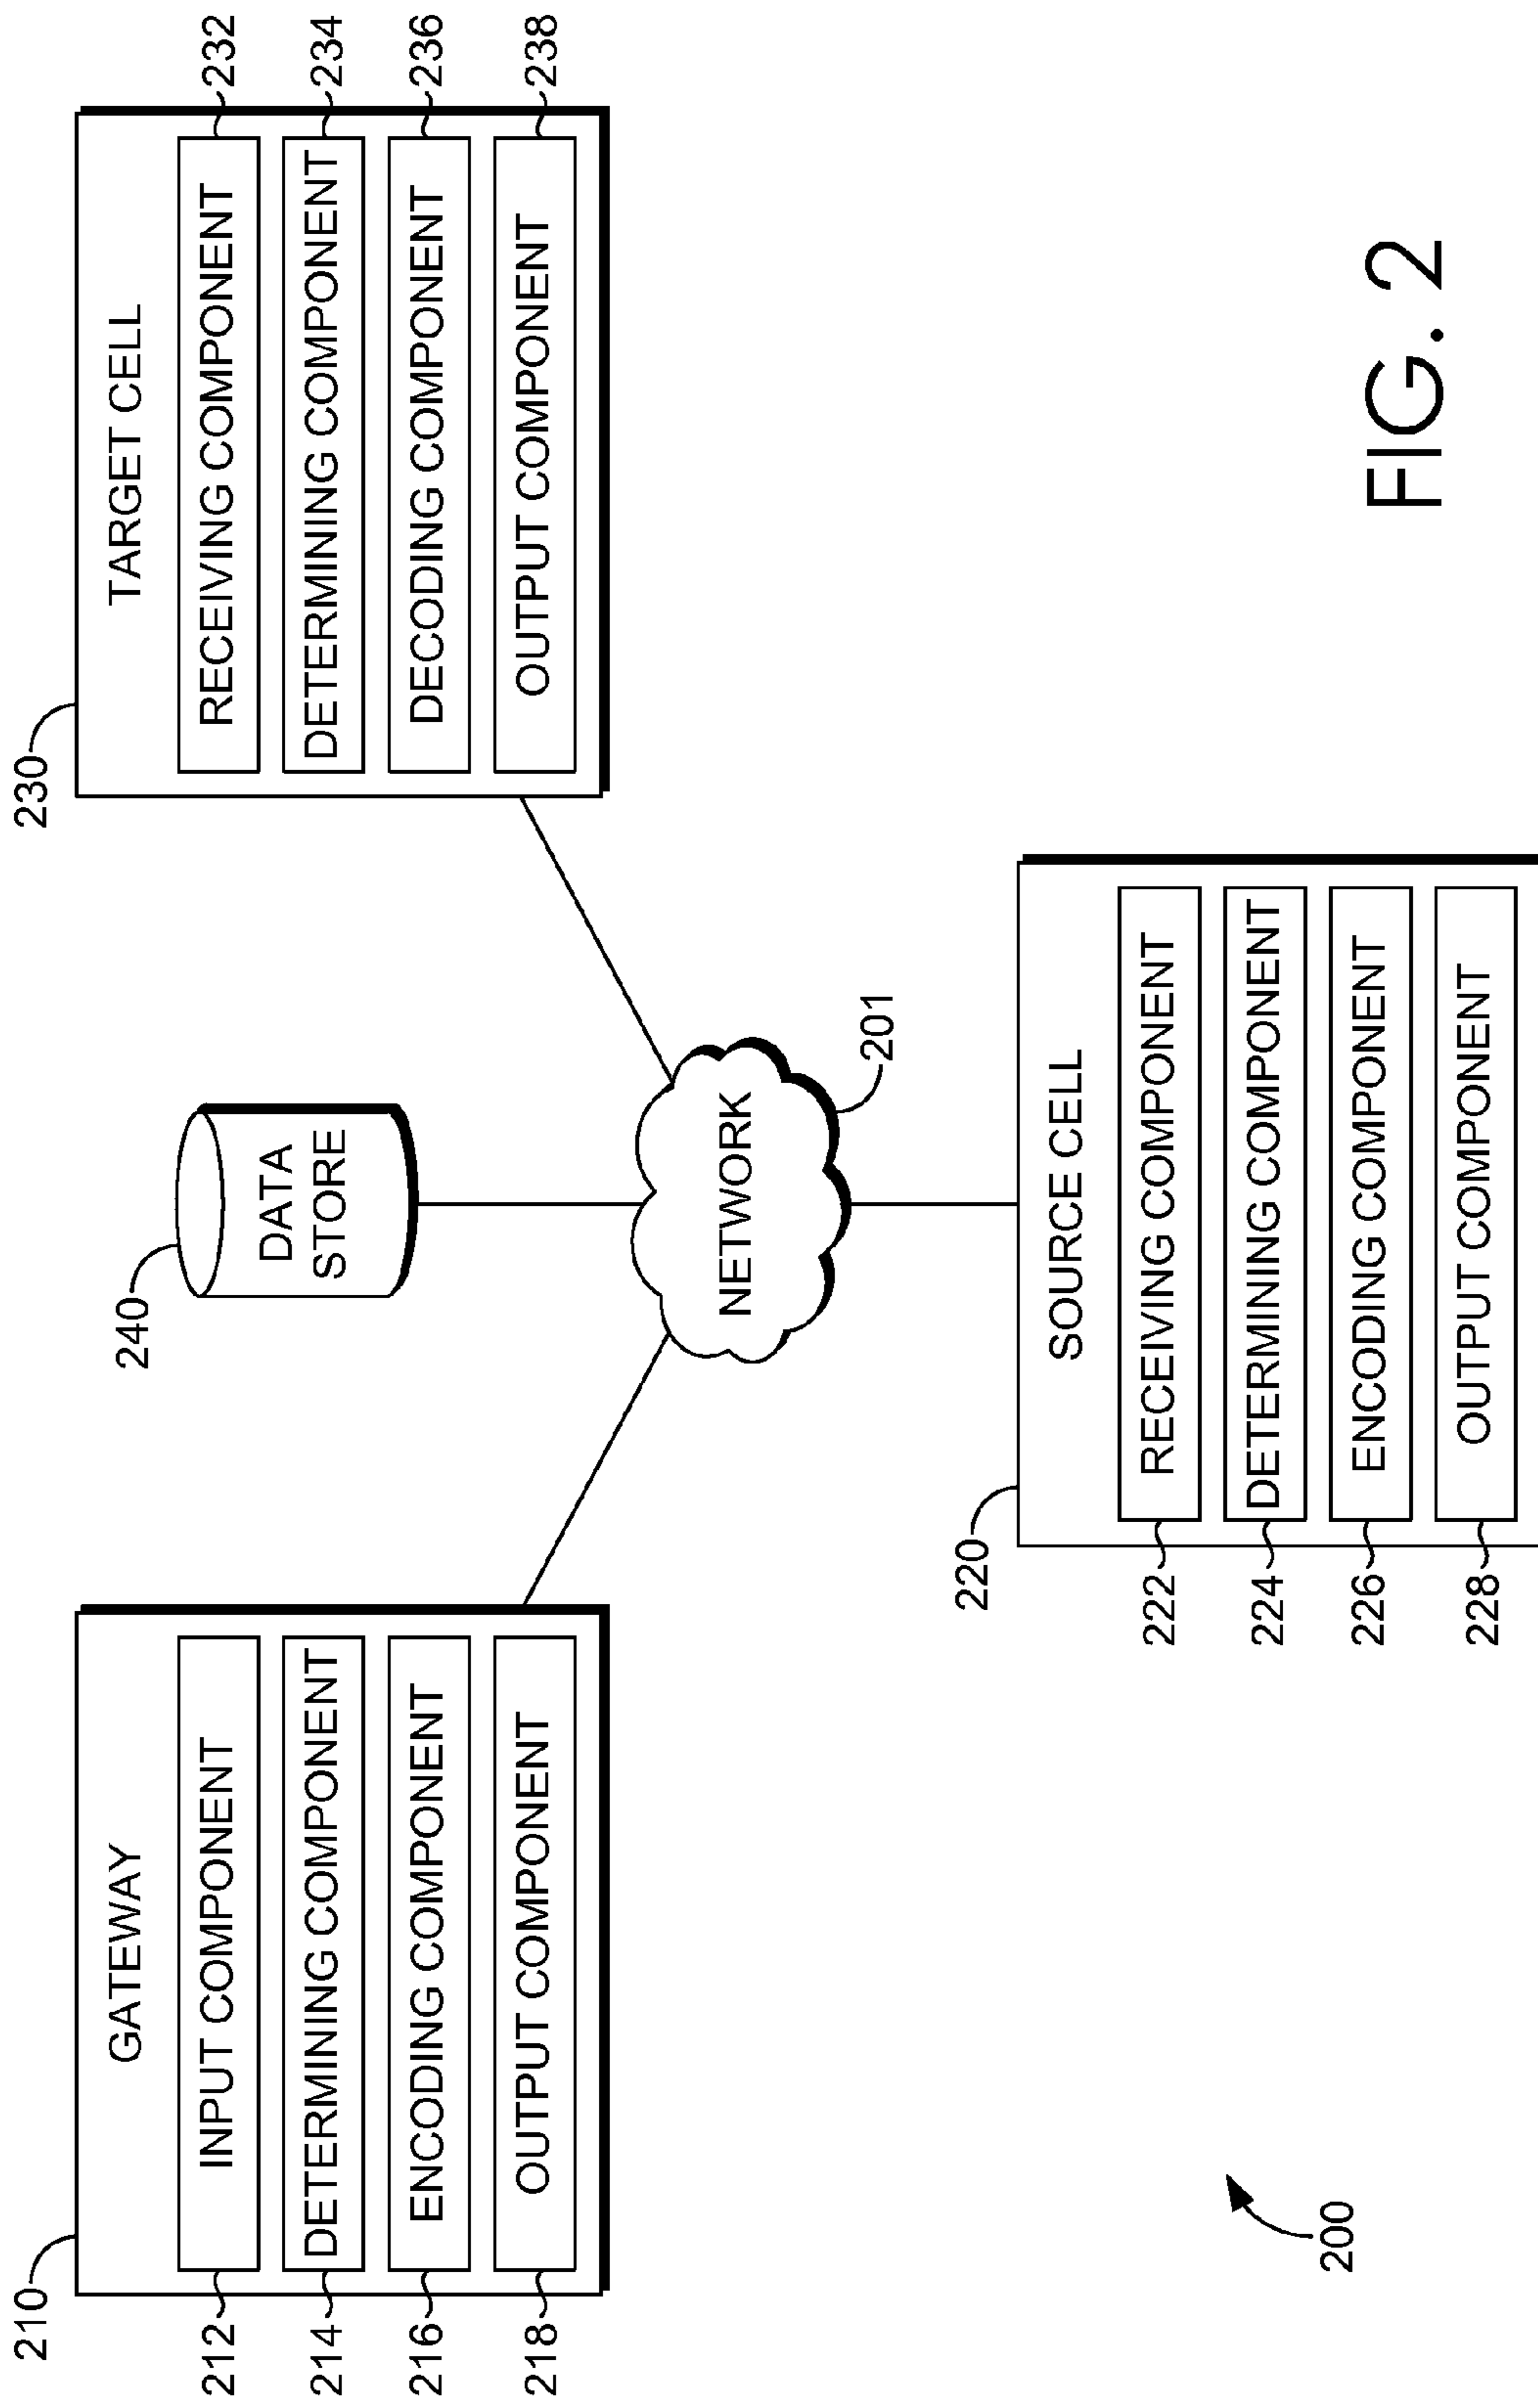 210
GATEWAY
212
INPUT COMPONENT
214
DETERMINING COMPONENT
216
ENCODING COMPONENT
218
OUTPUT COMPONENT
240
DATA
STORE
230
TARGET CELL
RECEIVING COMPONENT
232
DETERMINING COMPONENT
234
DECODING COMPONENT
236
OUTPUT COMPONENT
238
NETWORK
201
220
SOURCE CELL
222
RECEIVING COMPONENT
224
DETERMINING COMPONENT
226
ENCODING COMPONENT
228
OUTPUT COMPONENT
200
FIG. 2